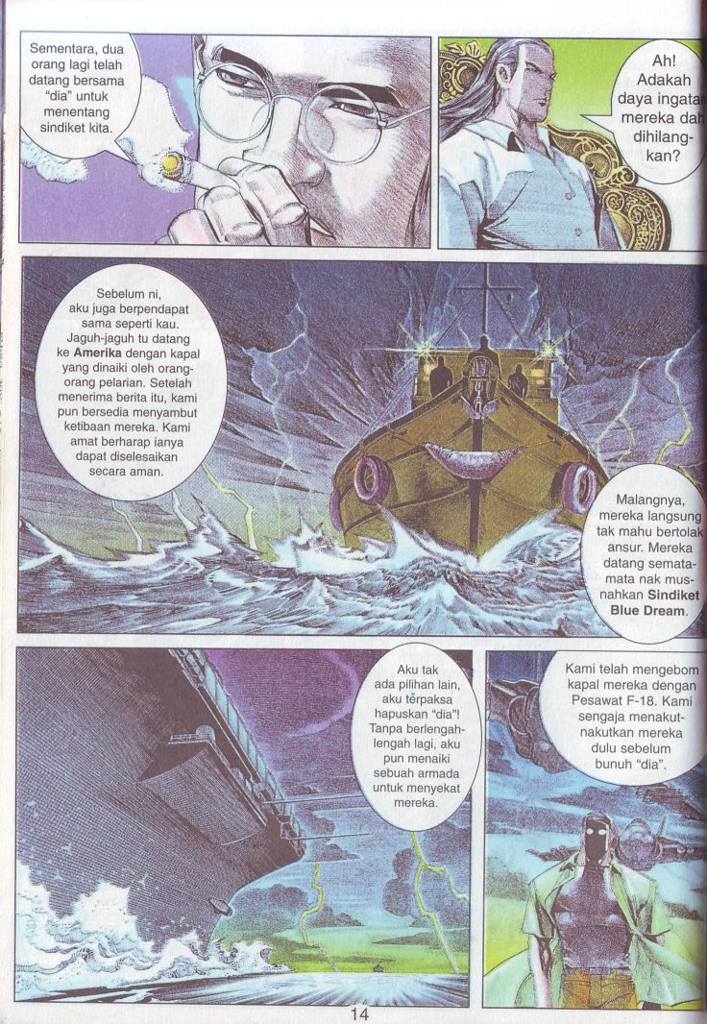 Sementara, dua
orang lagi telah
datang bersama
“dia” untuk
menentang
sindiket kita.
Ah!
Adakah
daya ingatan
mereka dah
dihilang-
kan?
Sebelum ni,
aku juga berpendapat
sama seperti kau.
Jaguh-jaguh tu datang
ke Amerika dengan kapal
yang dinaiki oleh orang-
orang pelarian. Setelah
menerima berita itu, kami
pun bersedia menyambut
ketibaan mereka. Kami
amat berharap ianya
dapat diselesaikan
secara aman.
Malangnya,
mereka langsung
tak mahu bertolak
ansur. Mereka
datang semata-
mata nak mus-
nahkan Sindiket
Blue Dream.
Aku tak
ada pilihan lain,
aku terpaksa
hapuskan “dia”!
Tanpa berlengah-
lengah lagi, aku
pun menaiki
sebuah armada
untuk menyekat
mereka.
Kami telah mengebom
kapal mereka dengan
Pesawat F-18. Kami
sengaja menakut-
nakutkan mereka
dulu sebelum
bunuh “dia”.
14